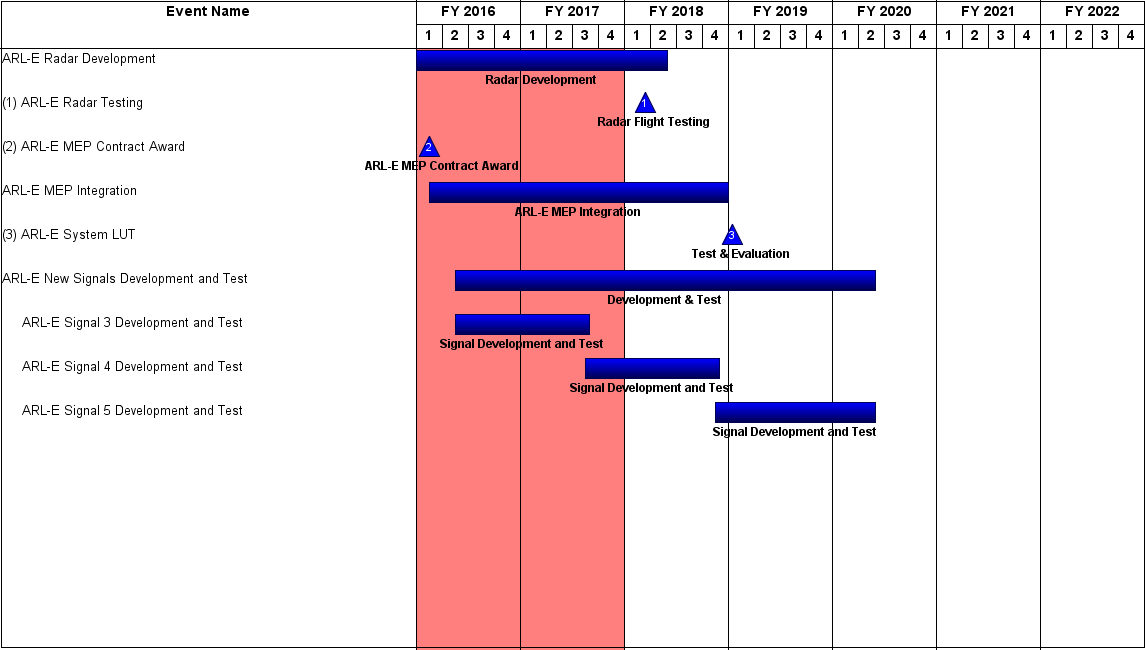 Event Name FY 2016 FY 2017 FY 2018 FY 2019 FY 2020 FY 2021 FY 2022
1 2 3 4 1 2 3 4 1 2 3 4 1 2 3 4 1 2 3 4 1 2 3 4 1 2 3 4
ARL-E Radar Development
Radar Development
(1) ARL-E Radar Testing 1
Radar Flight Testing
(2) ARL-E MEP Contract Award 2
ARL-E MEP Contract Award
ARL-E MEP Integration
ARL-E MEP Integration
(3) ARL-E System LUT 3
Test & Evaluation
ARL-E New Signals Development and Test
Development & Test
ARL-E Signal 3 Development and Test
Signal Development and Test
ARL-E Signal 4 Development and Test
Signal Development and Test
ARL-E Signal 5 Development and Test
Signal Development and Test